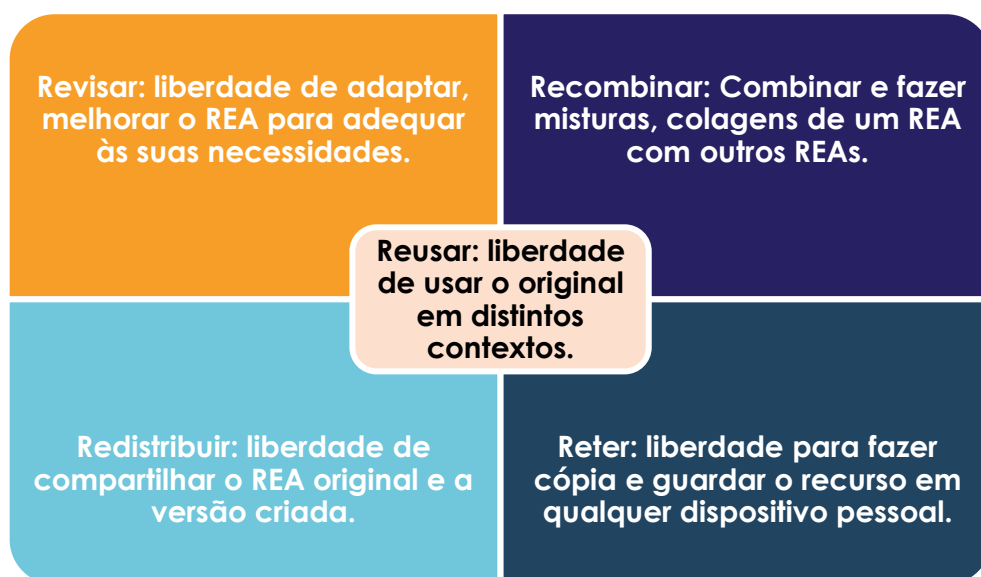 Revisar: liberdade de adaptar,
melhorar o REA para adequar
às suas necessidades.
Recombinar: Combinar e fazer
misturas, colagens de um REA
com outros REAs.
Reusar: liberdade
de usar o original
em distintos
contextos.
Redistribuir: liberdade de
compartilhar o REA original e a
versão criada.
Reter: liberdade para fazer
cópia e guardar o recurso em
qualquer dispositivo pessoal.